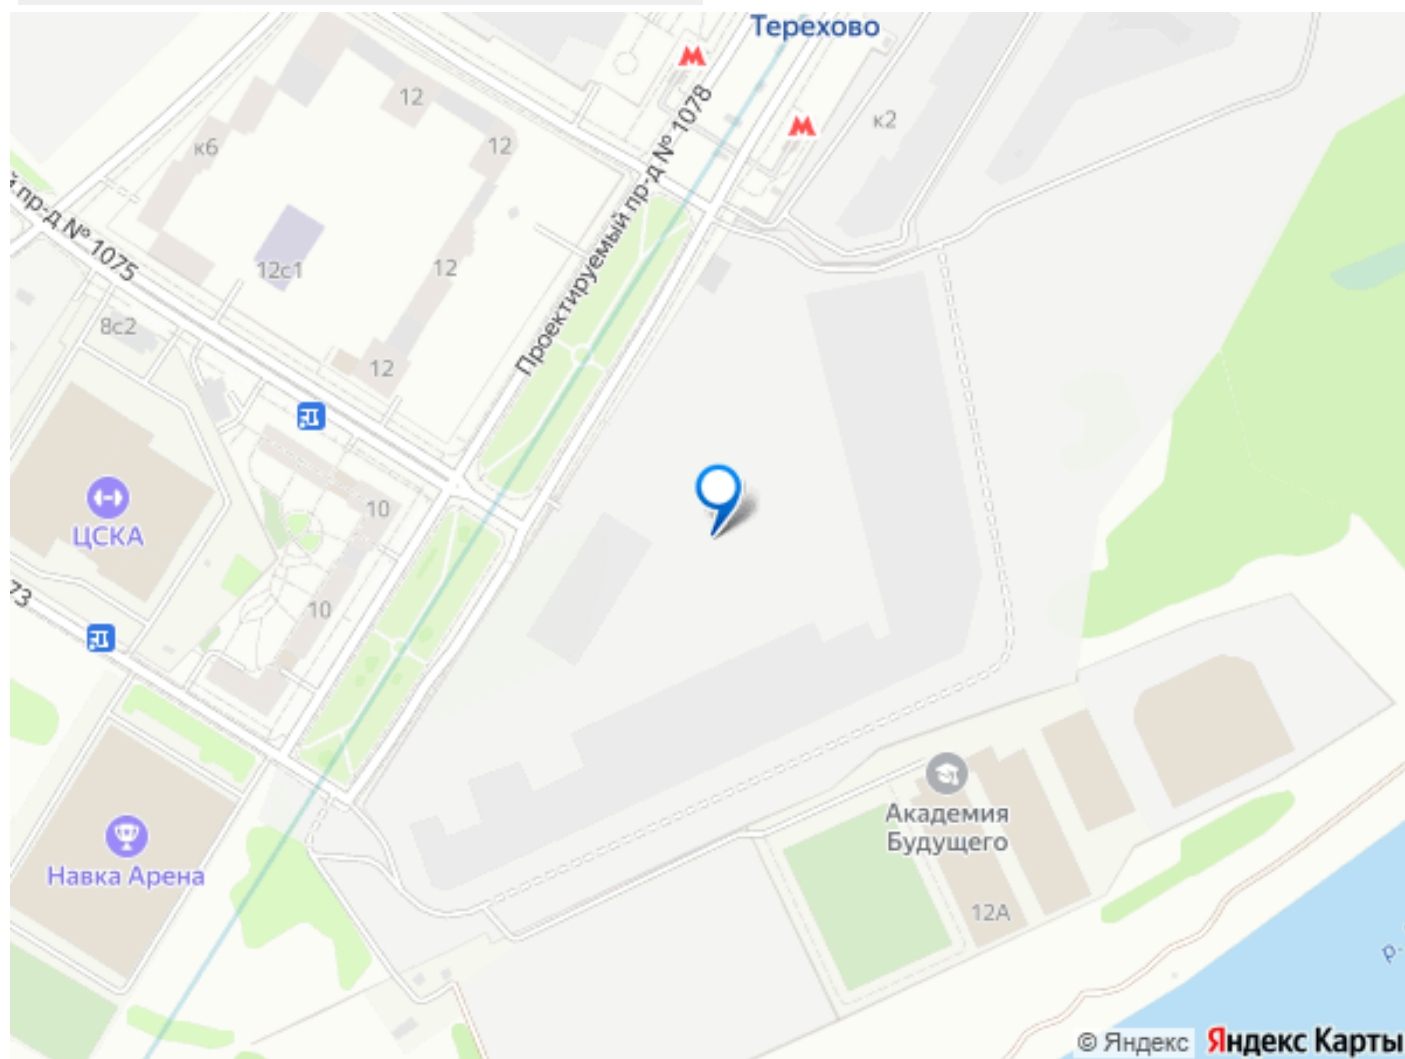 Терехово
12
к2
12
к6
Проектируемый пр-д № 1078
й пр-д № 1075
12с1
12
8с2
12
10
ЦСКА
10
73
Академия
Будущего
Навка Арена
12А
р.
© Яндекс Яндекс Карты